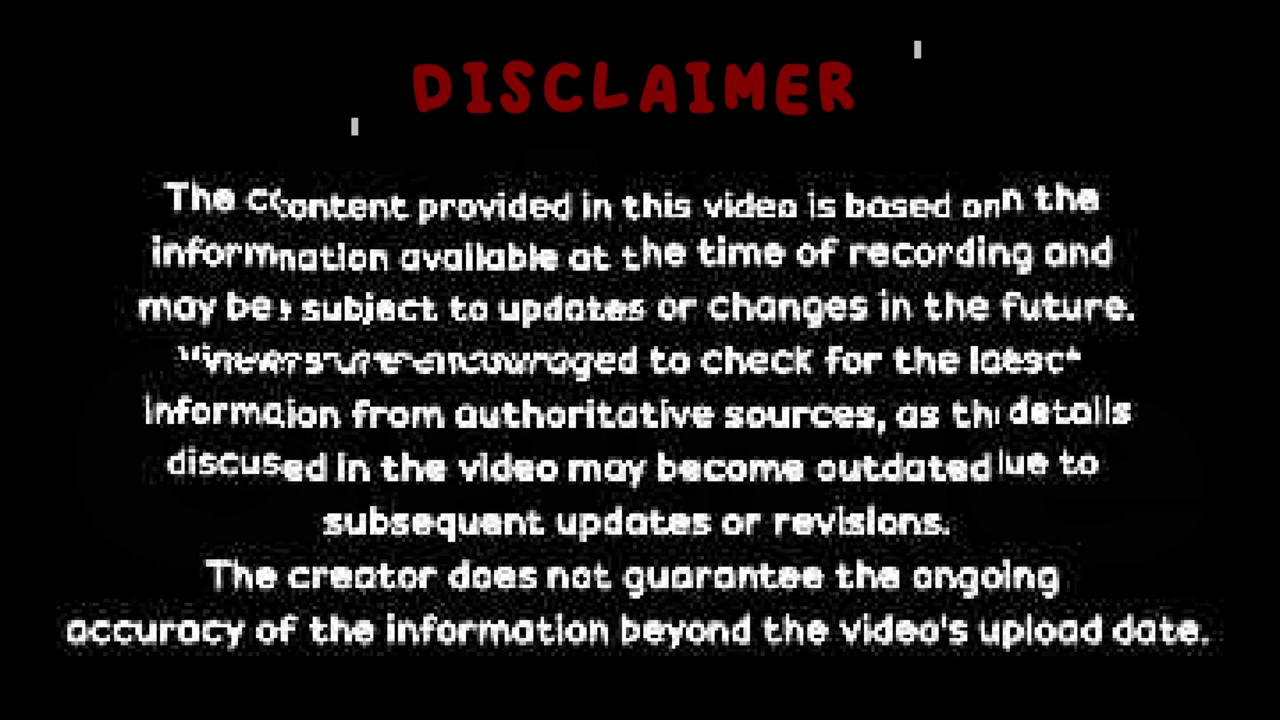 DISCLAIMER
The content provided in this video is based on the
information available at the time of recording and
may be subject to updates or changes in the future.
Viewers are encouraged to check for the latest
information from authoritative sources, as the details
discussed in the video may become outdated due to
subsequent updates or revisions.
The creator does not guarantee the ongoing
accuracy of the information beyond the video's upload date.